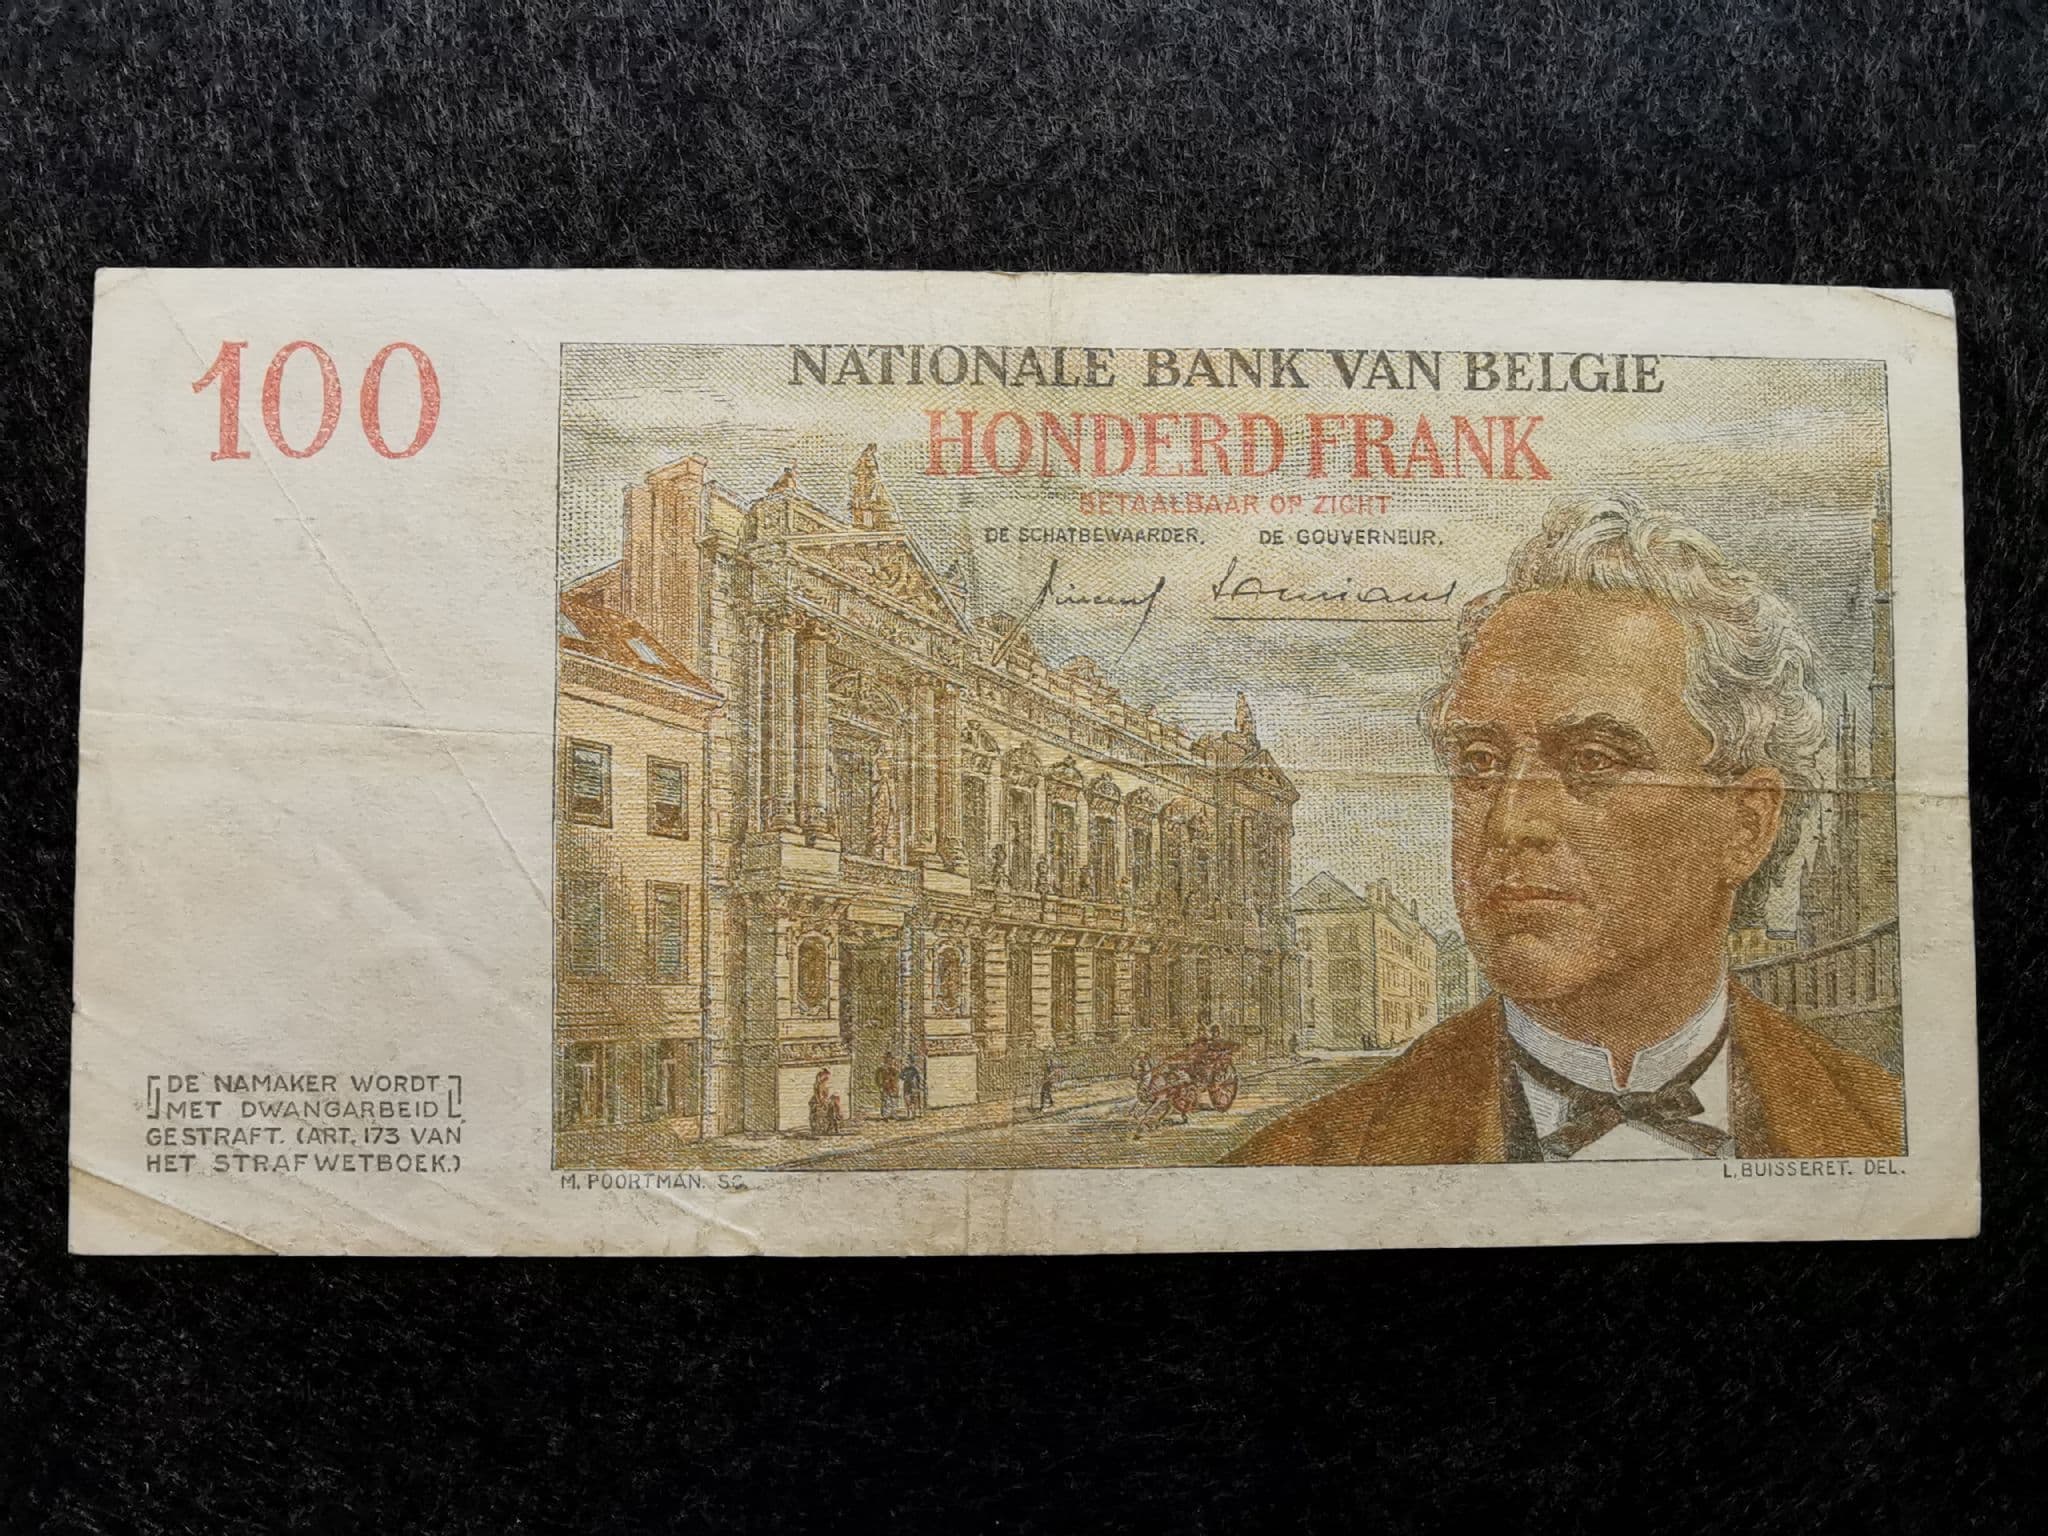 100
NATIONALE BANK VAN BELGIE
HONDERD FRANK
BETAALBAAR OP ZICHT
DE SCHATBEWAARDER, DE GOUVERNEUR,
[DE NAMAKER WORDT]
[MET DWANGARBEID]
GESTRAFT. (ART. 173 VAN
HET STRAFWETBOEK.)
M. POORTMAN. SC.
L. BUISSERET. DEL.